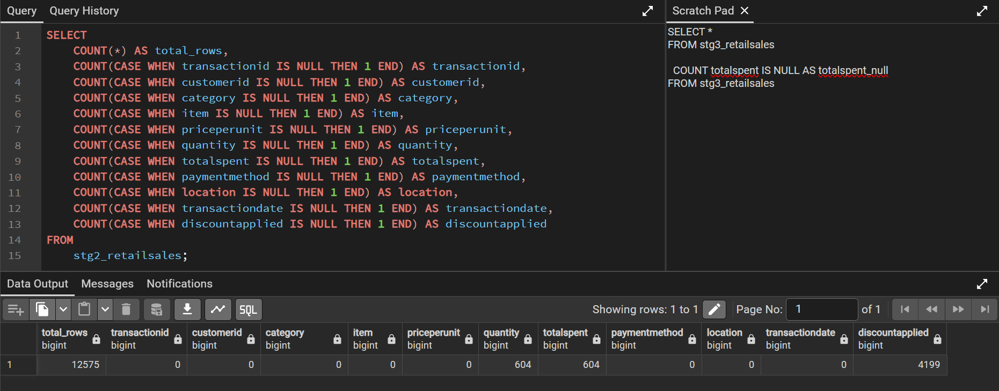 Query Query History
1 SELECT
2 COUNT(*) AS total_rows,
3 COUNT(CASE WHEN transactionid IS NULL THEN 1 END) AS transactionid,
4 COUNT(CASE WHEN customerid IS NULL THEN 1 END) AS customerid,
5 COUNT(CASE WHEN category IS NULL THEN 1 END) AS category,
6 COUNT(CASE WHEN item IS NULL THEN 1 END) AS item,
7 COUNT(CASE WHEN priceperunit IS NULL THEN 1 END) AS priceperunit,
8 COUNT(CASE WHEN quantity IS NULL THEN 1 END) AS quantity,
9 COUNT(CASE WHEN totalspent IS NULL THEN 1 END) AS totalspent,
10 COUNT(CASE WHEN paymentmethod IS NULL THEN 1 END) AS paymentmethod,
11 COUNT(CASE WHEN location IS NULL THEN 1 END) AS location,
12 COUNT(CASE WHEN transactiondate IS NULL THEN 1 END) AS transactiondate,
13 COUNT(CASE WHEN discountapplied IS NULL THEN 1 END) AS discountapplied
14 FROM
15 stg2_retailsales;
Scratch Pad
SELECT *
FROM stg3_retailsales
COUNT totalspent IS NULL AS totalspent_null
FROM stg3_retailsales
Data Output Messages Notifications
SQL Showing rows: 1 to 1 Page No: 1 of 1
total_rows transactionid customerid category item priceperunit quantity totalspent paymentmethod location transactiondate discountapplied
bigint bigint bigint bigint bigint bigint bigint bigint bigint bigint bigint bigint
1 12575 0 0 0 0 0 604 604 0 0 0 4199